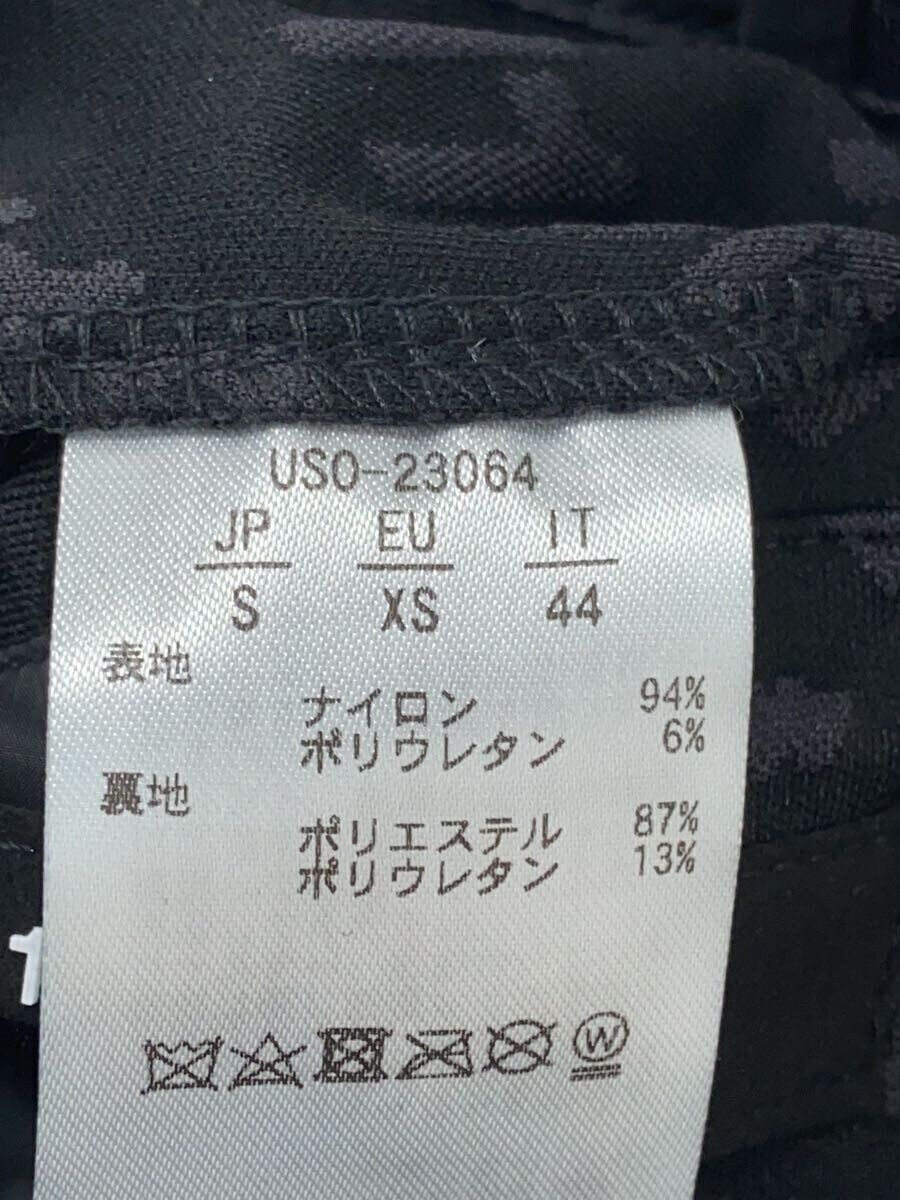 USO-23064
JP EU IT
S XS 44
表地
ナイロン 94%
ポリウレタン 6%
裏地
ポリエステル 87%
ポリウレタン 13%
W
1